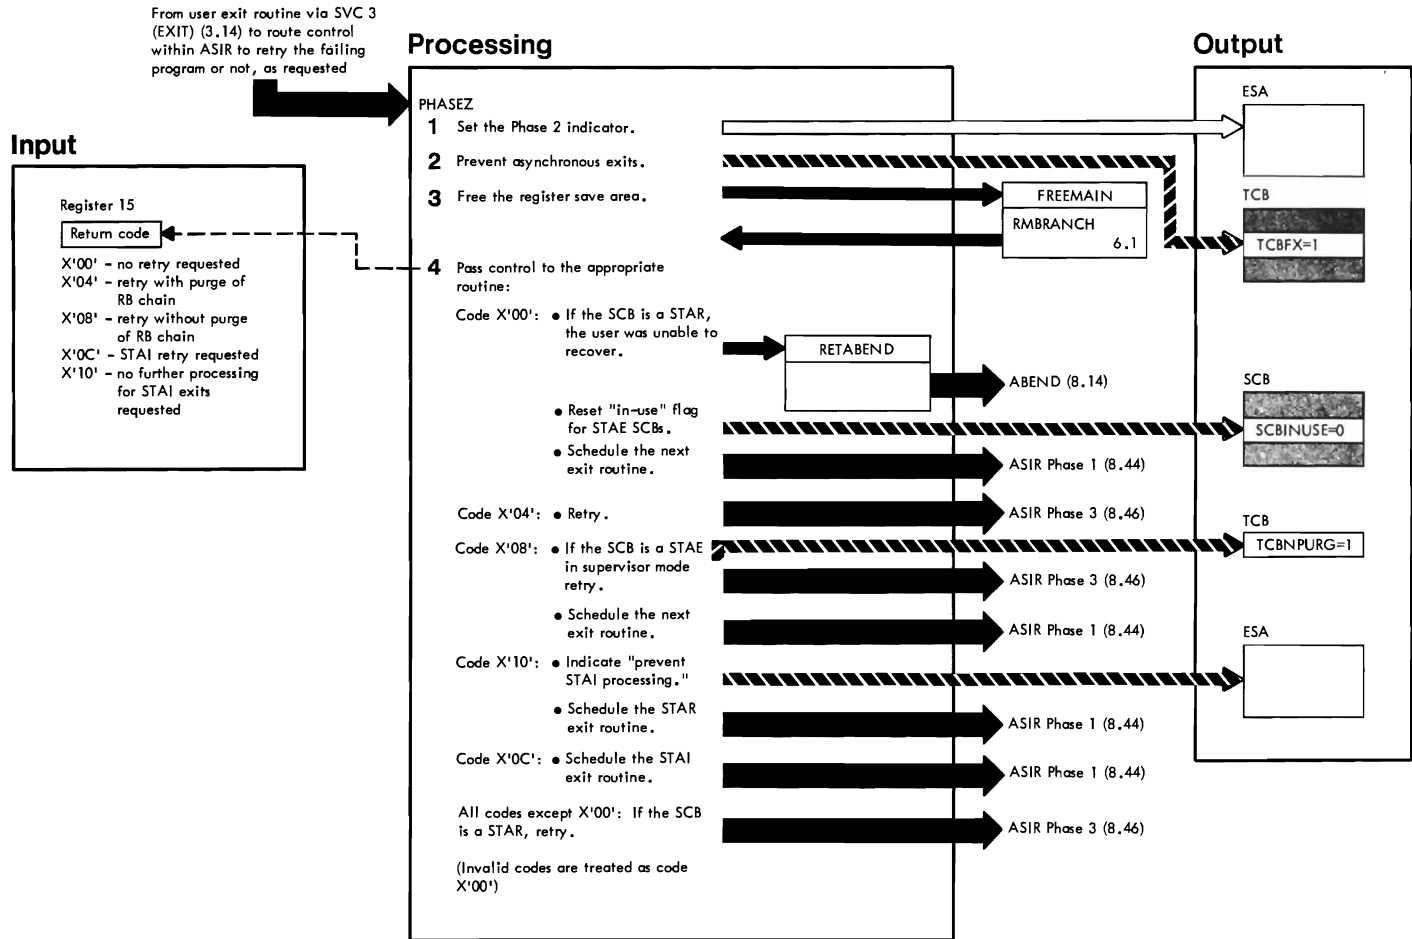 From user exit routine via SVC 3
(EXIT) (3.14) to route control
within ASIR to retry the failing
program or not, as requested
Processing
Output
Input
Register 15
Return code
X'00' - no retry requested
X'04' - retry with purge of
RB chain
X'08' - retry without purge
of RB chain
X'0C' - STAI retry requested
X'10' - no further processing
for STAI exits
requested
PHASEZ
1 Set the Phase 2 indicator.
2 Prevent asynchronous exits.
3 Free the register save area.
FREEMAIN
RMBRANCH
6.1
4 Pass control to the appropriate
routine:
Code X'00': • If the SCB is a STAR,
the user was unable to
recover.
RETABEND
ABEND (8.14)
• Reset "in-use" flag
for STAE SCBs.
• Schedule the next
exit routine.
ASIR Phase 1 (8.44)
Code X'04': • Retry.
ASIR Phase 3 (8.46)
Code X'08': • If the SCB is a STAE
in supervisor mode
retry.
ASIR Phase 3 (8.46)
• Schedule the next
exit routine.
ASIR Phase 1 (8.44)
Code X'10': • Indicate "prevent
STAI processing."
• Schedule the STAR
exit routine.
ASIR Phase 1 (8.44)
Code X'0C': • Schedule the STAI
exit routine.
ASIR Phase 1 (8.44)
All codes except X'00': If the SCB
is a STAR, retry.
ASIR Phase 3 (8.46)
(Invalid codes are treated as code
X'00')
ESA
TCB
TCBFX=1
SCB
SCBINUSE=0
TCB
TCBNPURG=1
ESA